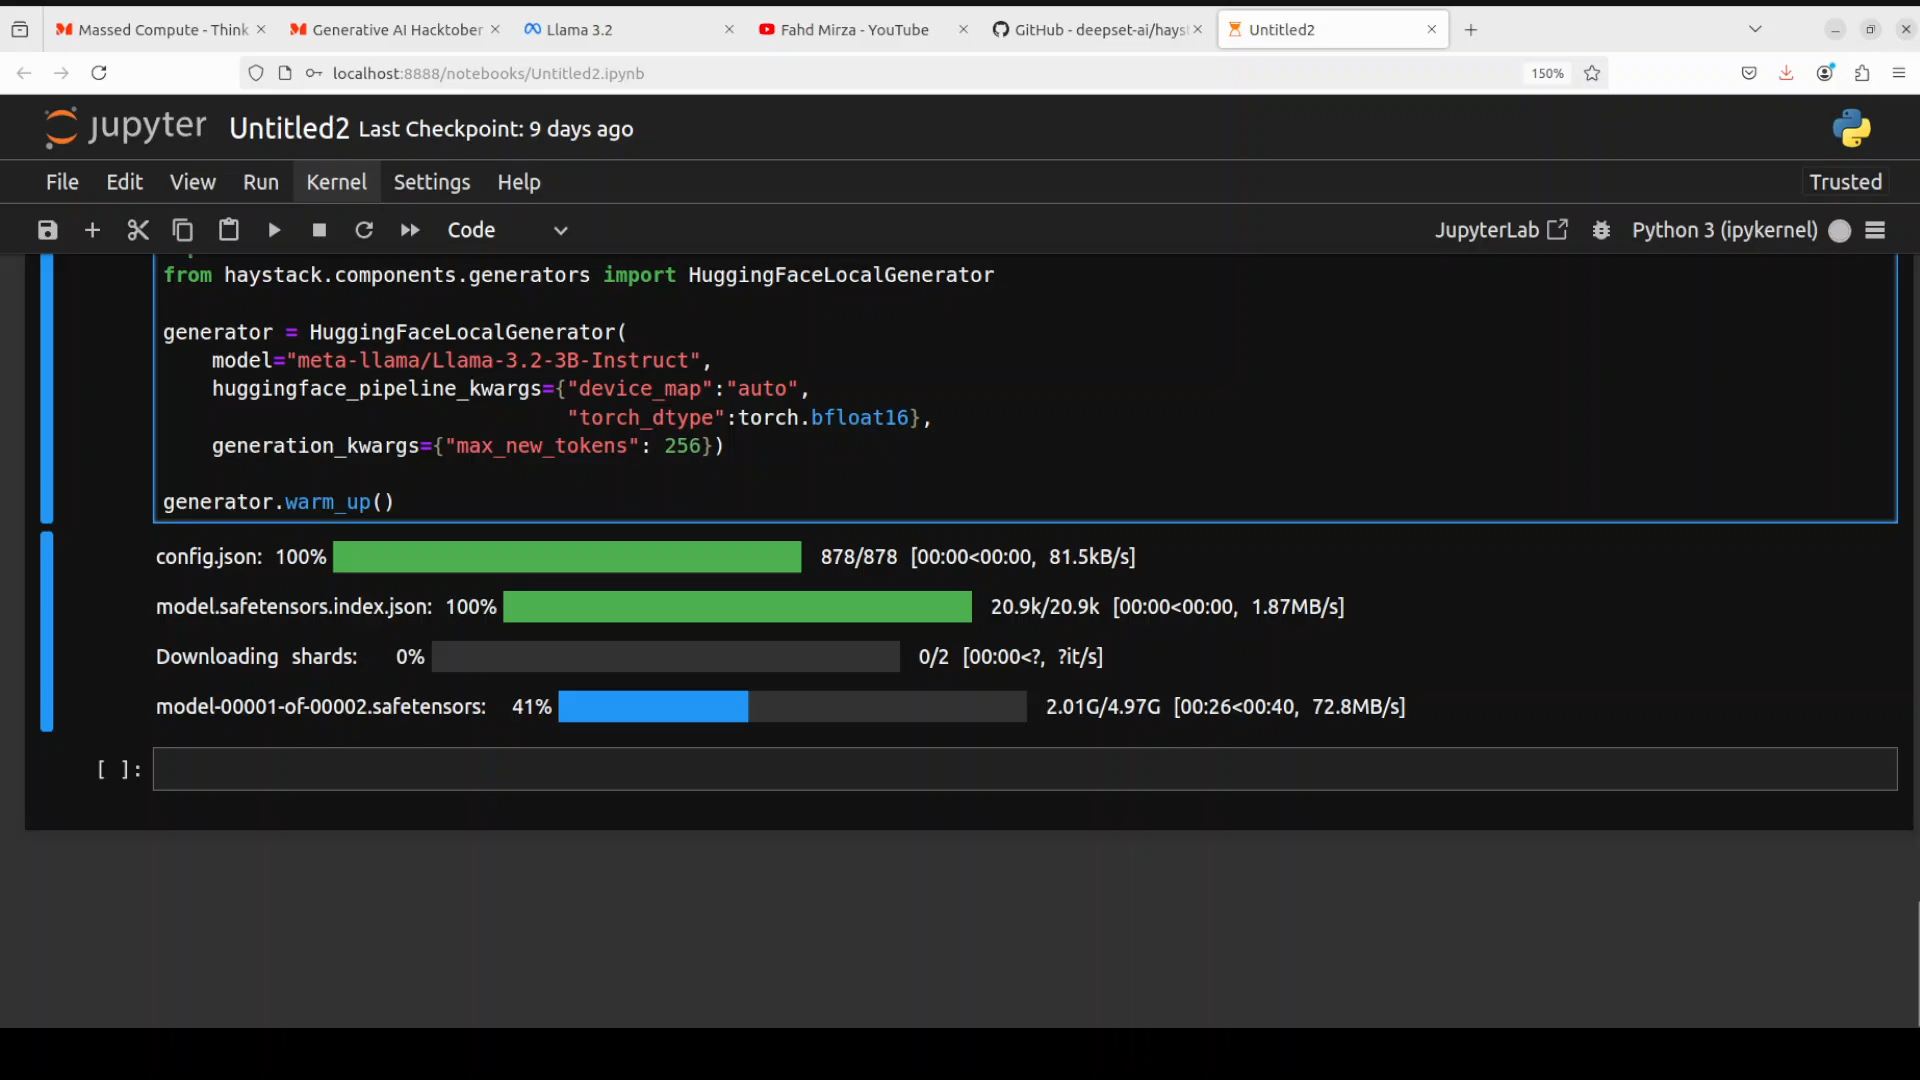 Massed Compute - Think
Generative AI Hacktober
Llama 3.2
Fahd Mirza - YouTube
GitHub - deepset-ai/hays
Untitled2
localhost:8888/notebooks/Untitled2.ipynb
150%
jupyter Untitled2 Last Checkpoint: 9 days ago
File Edit View Run Kernel Settings Help Trusted
Code JupyterLab Python 3 (ipykernel)
from haystack.components.generators import HuggingFaceLocalGenerator
generator = HuggingFaceLocalGenerator(
model="meta-llama/Llama-3.2-3B-Instruct",
huggingface_pipeline_kwargs={"device_map":"auto",
"torch_dtype":torch.bfloat16},
generation_kwargs={"max_new_tokens": 256})
generator.warm_up()
config.json: 100% 878/878 [00:00<00:00, 81.5kB/s]
model.safetensors.index.json: 100% 20.9k/20.9k [00:00<00:00, 1.87MB/s]
Downloading shards: 0% 0/2 [00:00<?, ?it/s]
model-00001-of-00002.safetensors: 41% 2.01G/4.97G [00:26<00:40, 72.8MB/s]
[ ]: